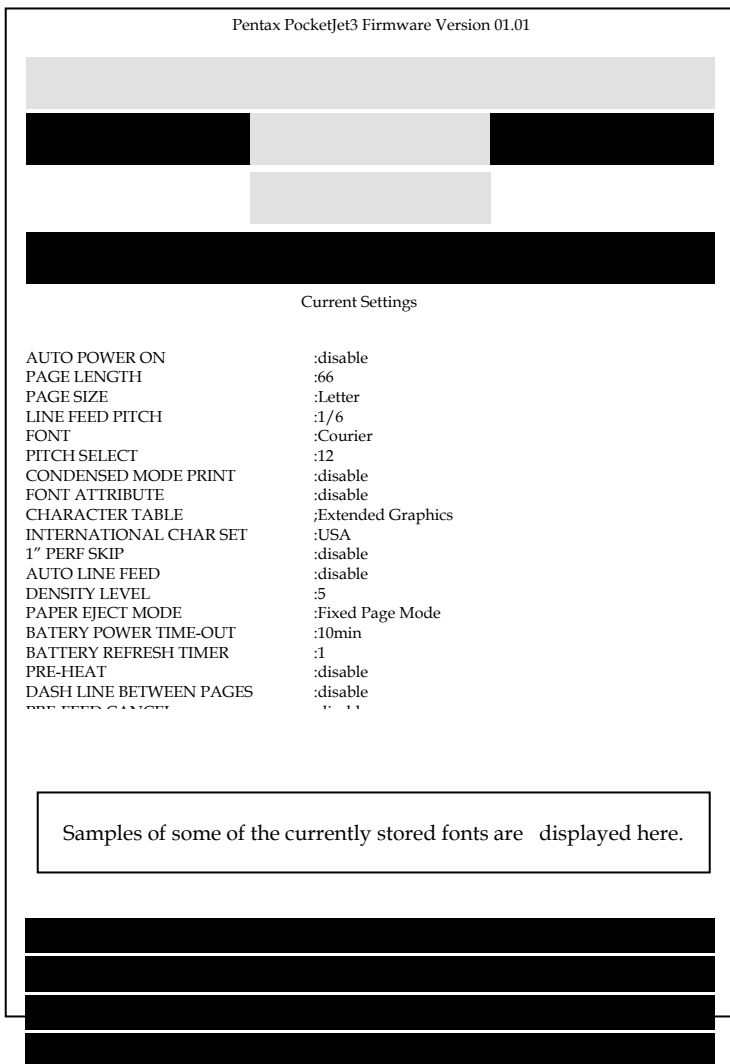 Pentax PocketJet3 Firmware Version 01.01
Current Settings
AUTO POWER ON :disable
PAGE LENGTH :66
PAGE SIZE :Letter
LINE FEED PITCH :1/6
FONT :Courier
PITCH SELECT :12
CONDENSED MODE PRINT :disable
FONT ATTRIBUTE :disable
CHARACTER TABLE ;Extended Graphics
INTERNATIONAL CHAR SET :USA
1” PERF SKIP :disable
AUTO LINE FEED :disable
DENSITY LEVEL :5
PAPER EJECT MODE :Fixed Page Mode
BATERY POWER TIME-OUT :10min
BATTERY REFRESH TIMER :1
PRE-HEAT :disable
DASH LINE BETWEEN PAGES :disable
Samples of some of the currently stored fonts are displayed here.